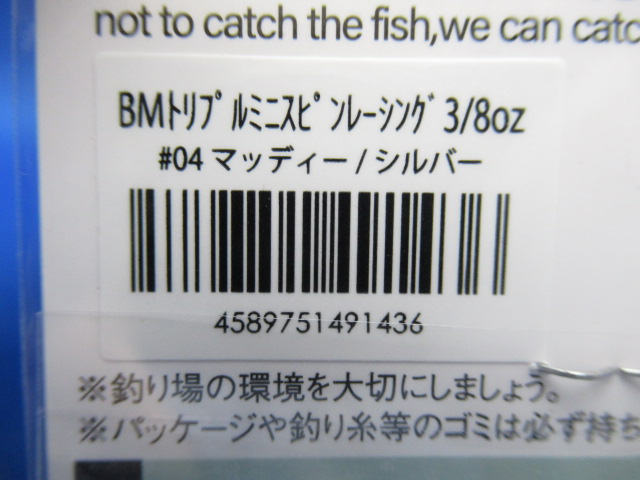 not to catch the fish,we can catc
BMﾄﾘﾌﾟﾙﾐﾆｽﾋﾟﾝﾚｰｼﾝｸﾞ 3/8oz
#04 マッディー / シルバー
4589751491436
※釣り場の環境を大切にしましょう。
※パッケージや釣り糸等のゴミは必ず持ち